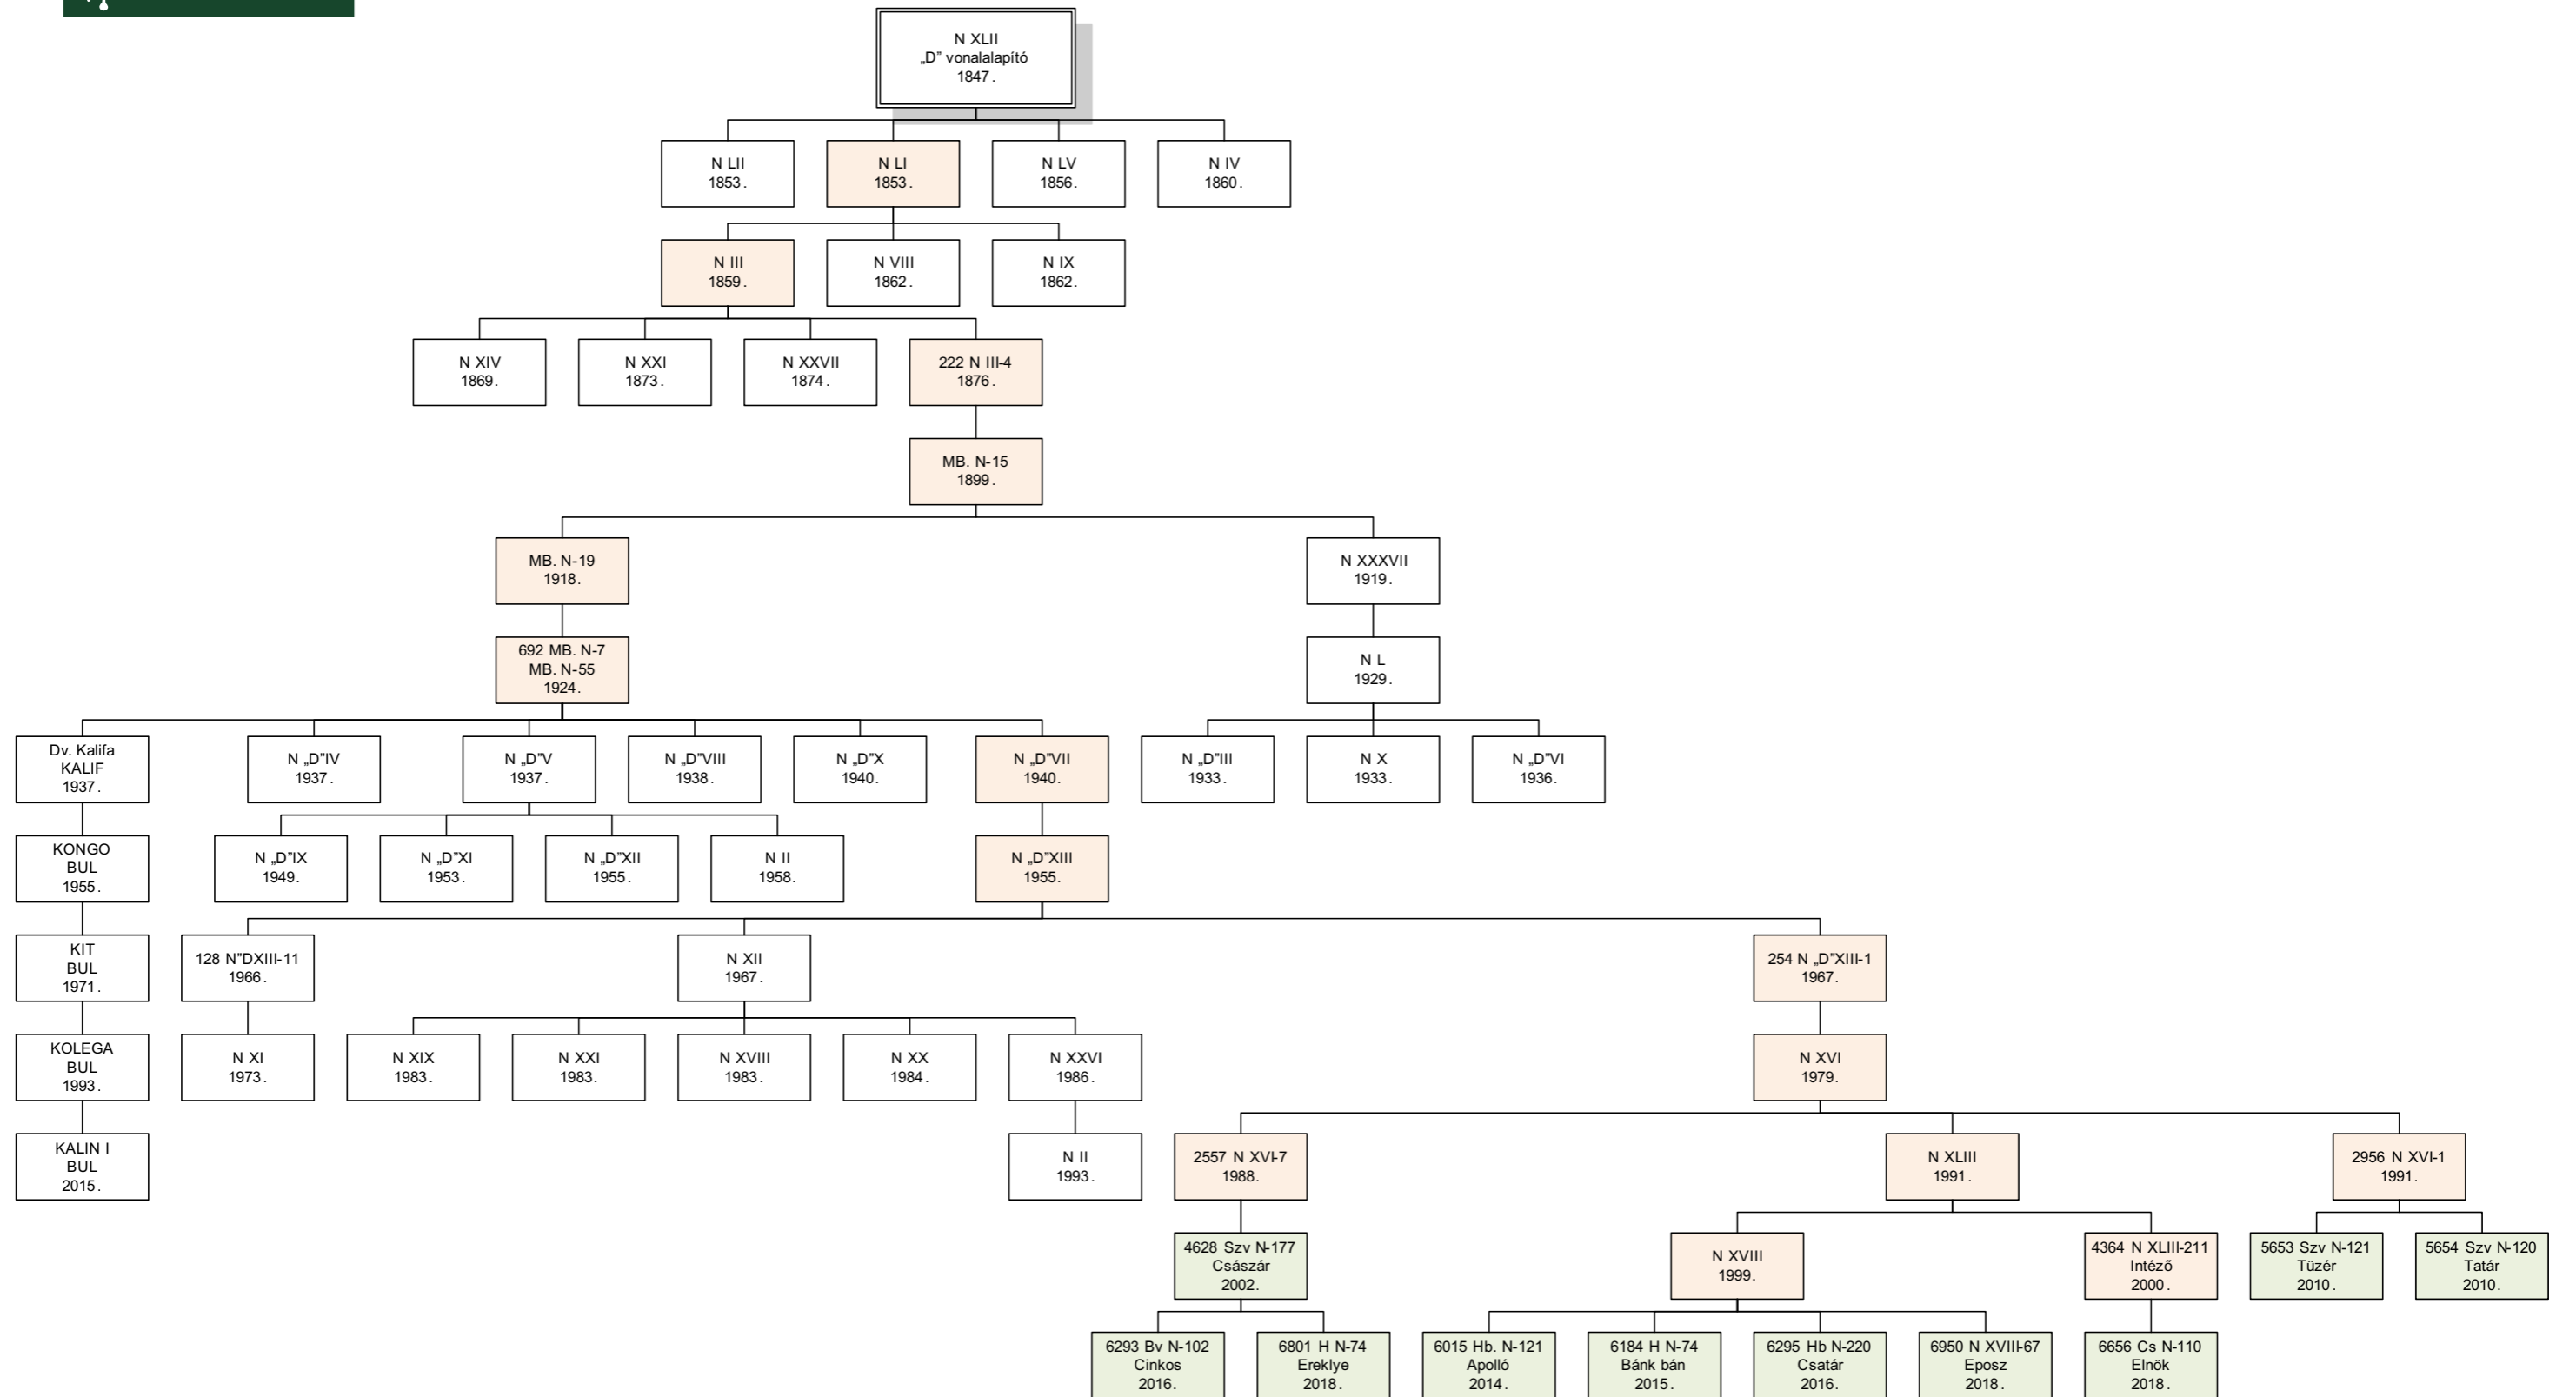 N XLII
„D” vonalalapító
1847.
N LII
1853.
N LI
1853.
N LV
1856.
N IV
1860.
N III
1859.
N VIII
1862.
N IX
1862.
N XIV
1869.
N XXI
1873.
N XXVII
1874.
222 N III-4
1876.
MB. N-15
1899.
MB. N-19
1918.
N XXXVII
1919.
692 MB. N-7
MB. N-55
1924.
N L
1929.
Dv. Kalifa
KALIF
1937.
N „D”IV
1937.
N „D”V
1937.
N „D”VIII
1938.
N „D”X
1940.
N „D”VII
1940.
N „D”III
1933.
N X
1933.
N „D”VI
1936.
KONGO
BUL
1955.
N „D”IX
1949.
N „D”XI
1953.
N „D”XII
1955.
N II
1958.
N „D”XIII
1955.
KIT
BUL
1971.
128 N”DXIII-11
1966.
N XII
1967.
254 N „D”XIII-1
1967.
KOLEGA
BUL
1993.
N XI
1973.
N XIX
1983.
N XXI
1983.
N XVIII
1983.
N XX
1984.
N XXVI
1986.
N XVI
1979.
KALIN I
BUL
2015.
N II
1993.
2557 N XVI-7
1988.
N XLIII
1991.
2956 N XVI-1
1991.
4628 Szv N-177
Császár
2002.
N XVIII
1999.
4364 N XLIII-211
Intéző
2000.
5653 Szv N-121
Tüzér
2010.
5654 Szv N-120
Tatár
2010.
6293 Bv N-102
Cinkos
2016.
6801 H N-74
Ereklye
2018.
6015 Hb. N-121
Apolló
2014.
6184 H N-74
Bánk bán
2015.
6295 Hb N-220
Csatár
2016.
6950 N XVIII-67
Eposz
2018.
6656 Cs N-110
Elnök
2018.